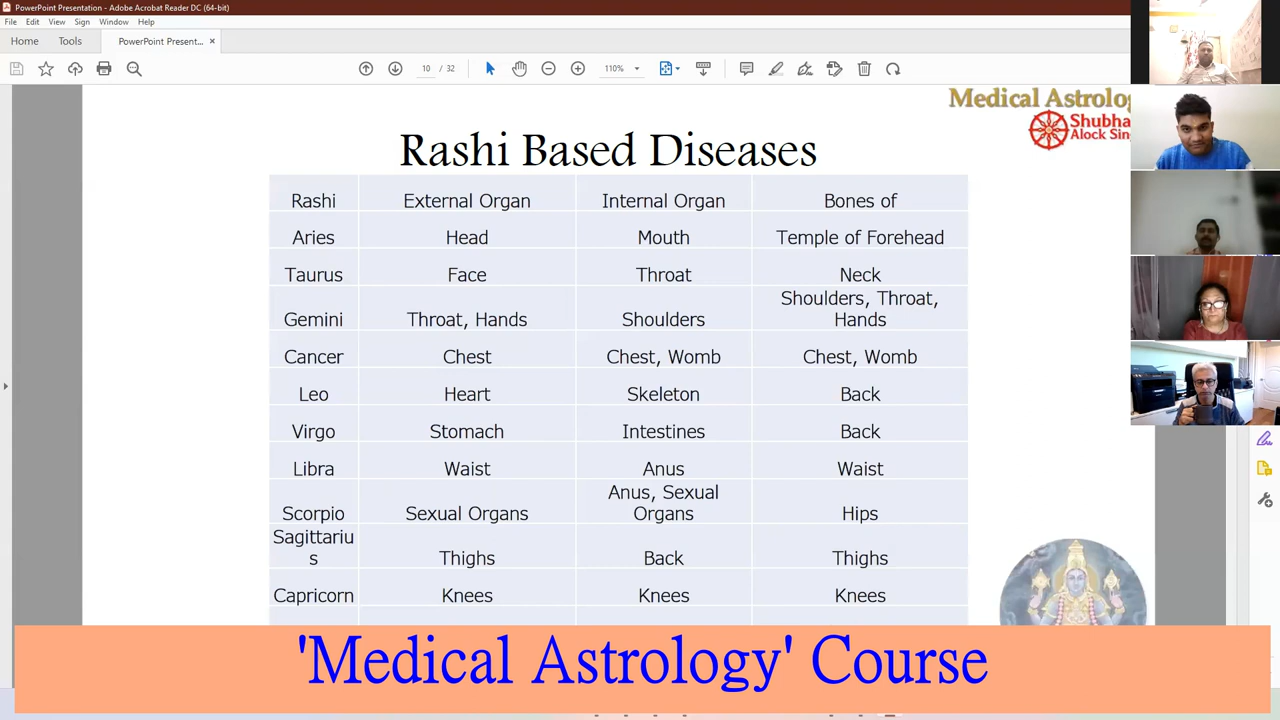 PowerPoint Presentation - Adobe Acrobat Reader DC (64-bit)
File Edit View Sign Window Help
Home Tools PowerPoint Present... ×
10 / 32 110%
Medical Astrolog
Shubha
Alock Sin
Rashi Based Diseases
Rashi External Organ Internal Organ Bones of
Aries Head Mouth Temple of Forehead
Taurus Face Throat Neck
Gemini Throat, Hands Shoulders Shoulders, Throat,
Hands
Cancer Chest Chest, Womb Chest, Womb
Leo Heart Skeleton Back
Virgo Stomach Intestines Back
Libra Waist Anus Waist
Scorpio Sexual Organs Anus, Sexual
Organs Hips
Sagittariu
s Thighs Back Thighs
Capricorn Knees Knees Knees
'Medical Astrology' Course